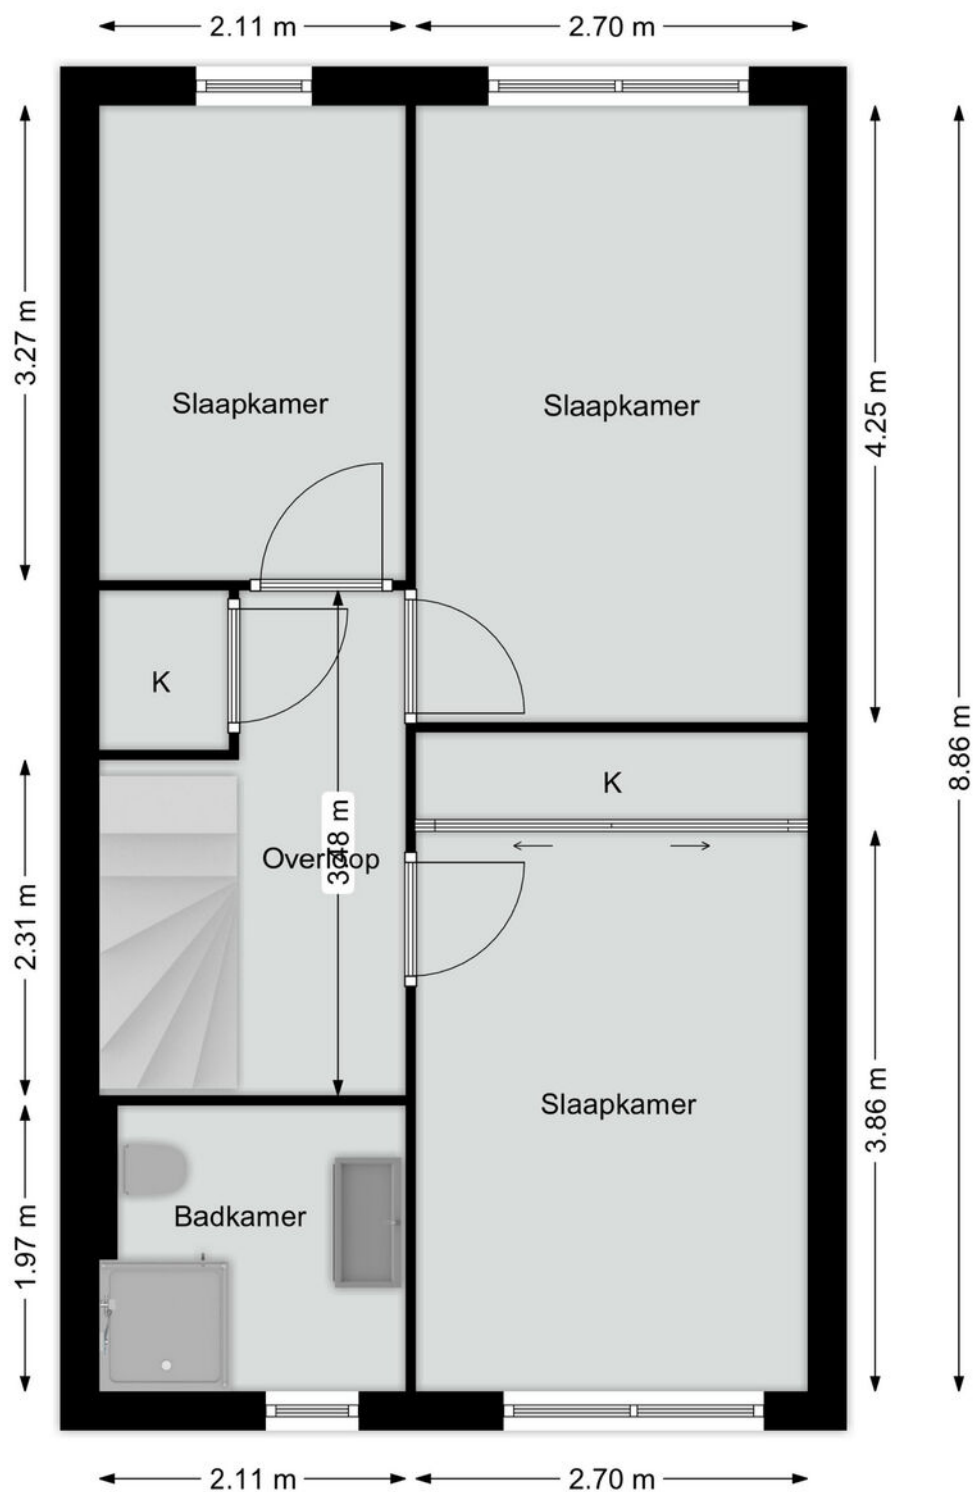 2.11 m
2.70 m
3.27 m
Slaapkamer
Slaapkamer
4.25 m
K
8.86 m
K
3.48 m
Overloop
2.31 m
Slaapkamer
3.86 m
Badkamer
1.97 m
2.11 m
2.70 m